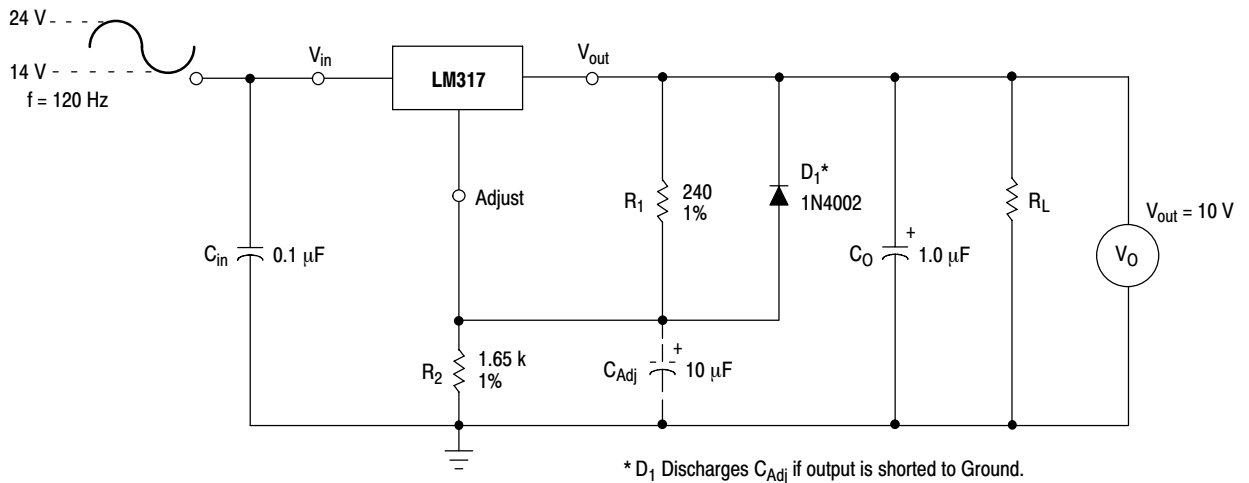 24 V
14 V
f = 120 Hz
Vin
LM317
Vout
Adjust
Cin
0.1 µF
R1
240
1%
D1*
1N4002
CO
+
1.0 µF
RL
Vout = 10 V
VO
R2
1.65 k
1%
CAdj
+
10 µF
* D1 Discharges CAdj if output is shorted to Ground.